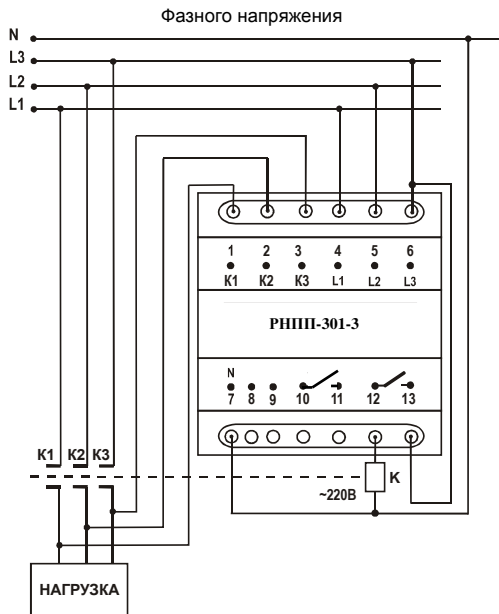 Фазного напряжения
N
L3
L2
L1
1 2 3 4 5 6
К1 К2 К3 L1 L2 L3
РНПП-301-3
N
7 8 9 10 11 12 13
К1 К2 К3
К
~220В
НАГРУЗКА